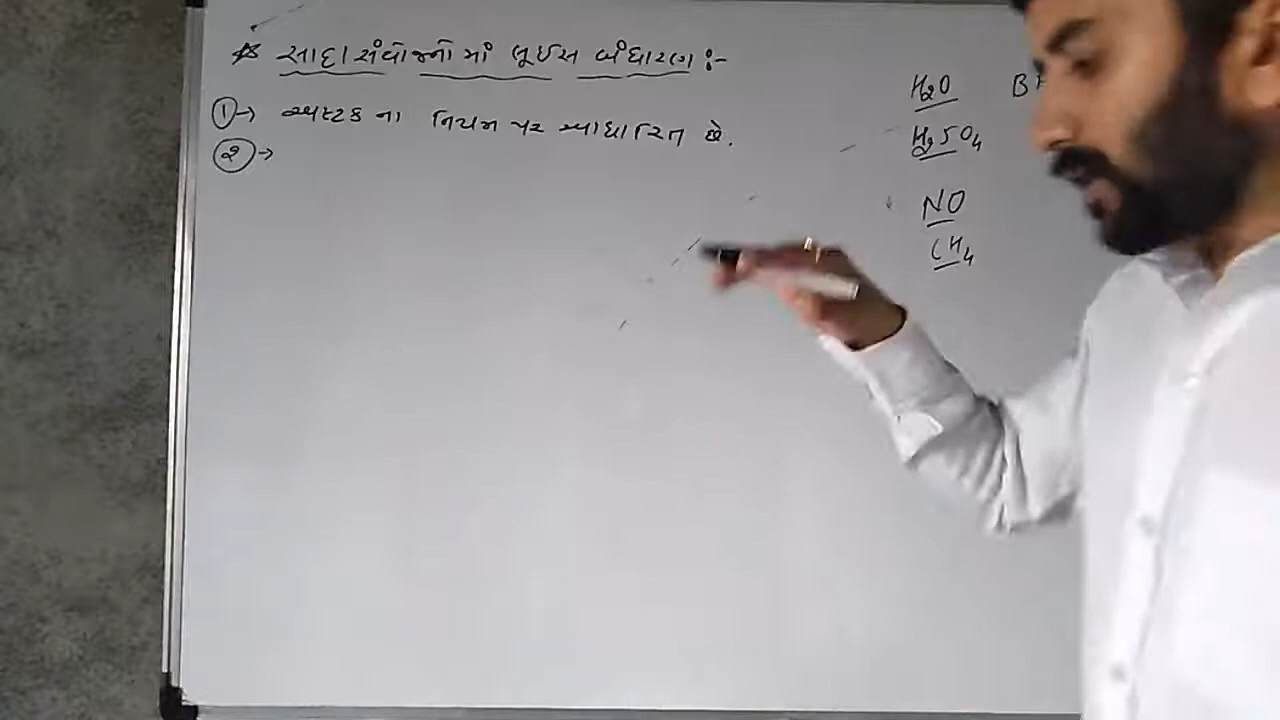 * સાદા સંયોજનોમાં લૂઈસ બંધારણ :-
① → અષ્ટક ના નિયમ પર આધારિત છે.
② →
H₂O
H₂SO₄
NO
CH₄